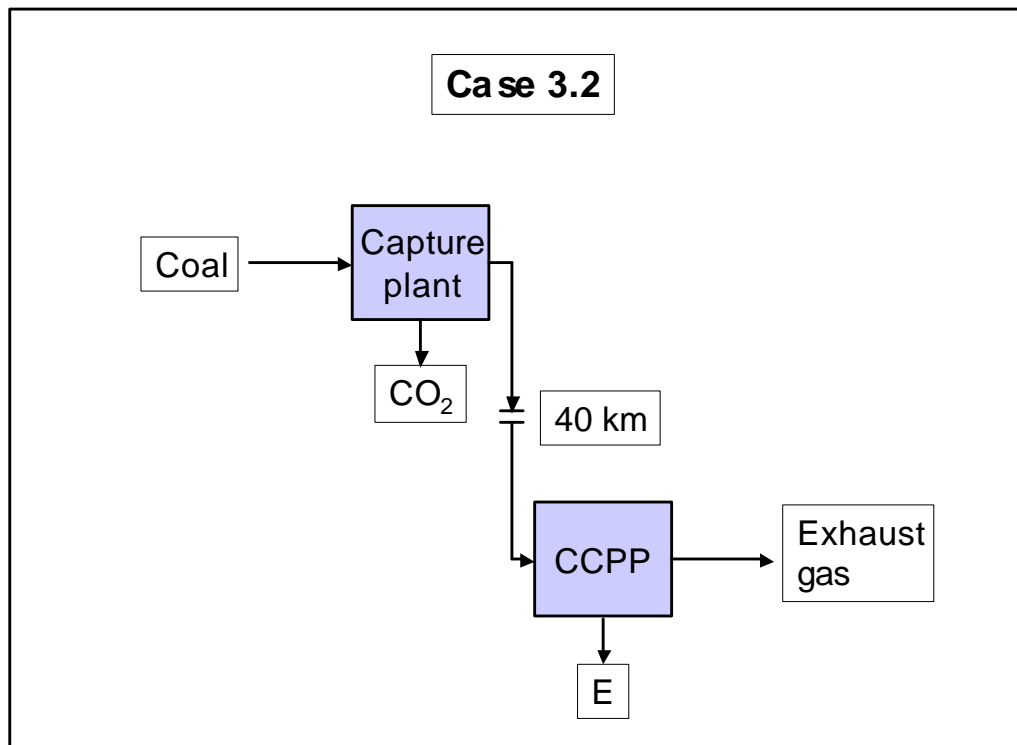 Case 3.2
Capture
plant
Coal
CO₂
40 km
CCPP
Exhaust
gas
E